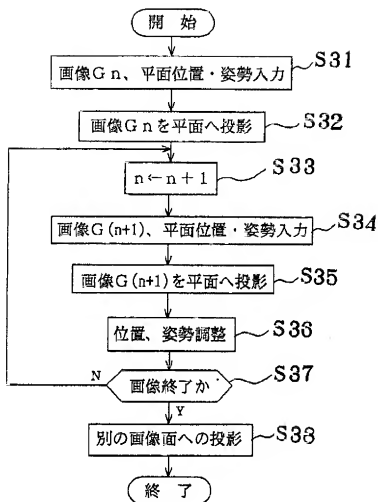 開 始
画像Gn、平面位置・姿勢入力 S31
画像Gnを平面へ投影 S32
n←n+1 S33
画像G(n+1)、平面位置・姿勢入力 S34
画像G(n+1)を平面へ投影 S35
位置、姿勢調整 S36
N 画像終了か S37
Y
別の画像面への投影 S38
終 了